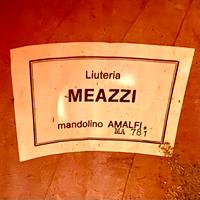 Liuteria
MEAZZI
mandolino AMALFI.
MA 781